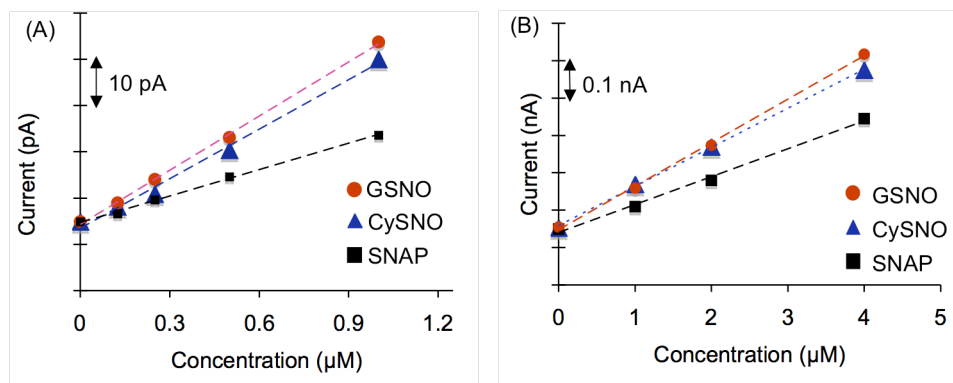 (A)
10 pA
Current (pA)
GSNO
CySNO
SNAP
0 0.3 0.6 0.9 1.2
Concentration (µM)
(B)
0.1 nA
Current (nA)
GSNO
CySNO
SNAP
0 1 2 3 4 5
Concentration (µM)